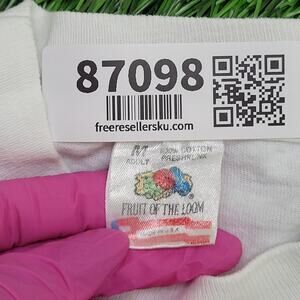 87098
freeresellersku.com
M
ADULT
100% COTTON
PRESHRUNK
FRUIT OF THE LOOM
®